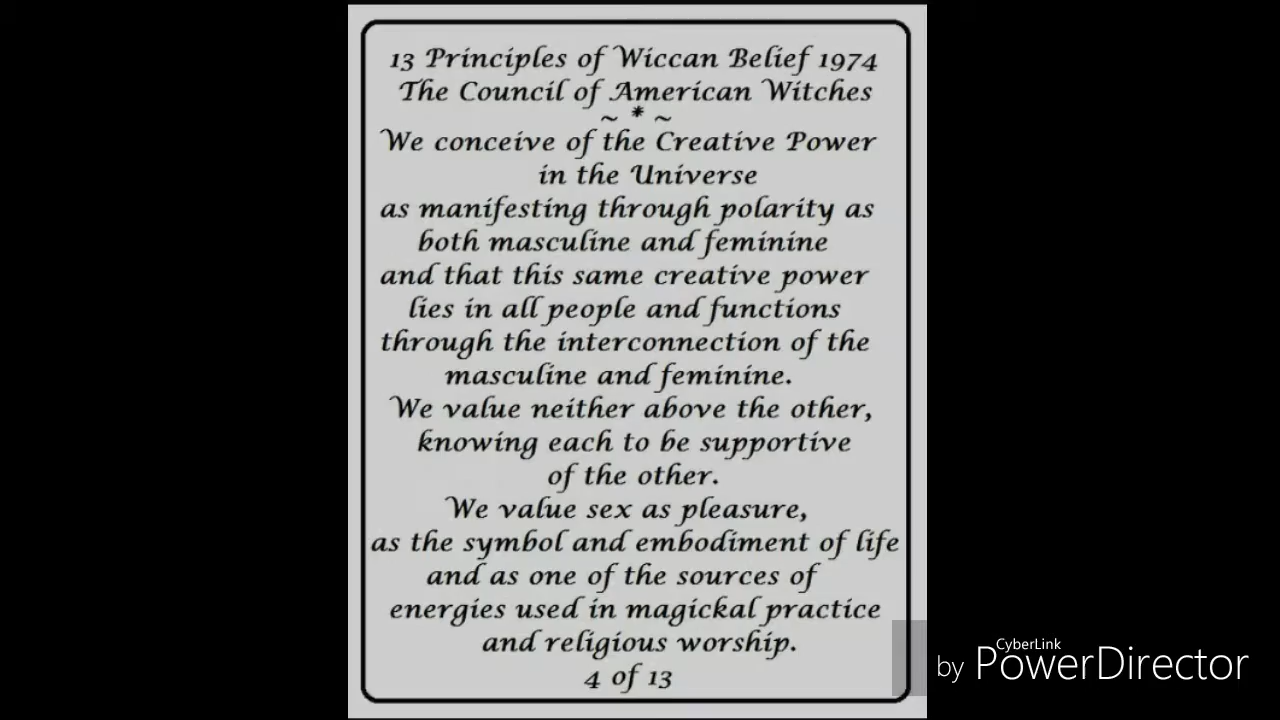 13 Principles of Wiccan Belief 1974
The Council of American Witches
~ * ~
We conceive of the Creative Power
in the Universe
as manifesting through polarity as
both masculine and feminine
and that this same creative power
lies in all people and functions
through the interconnection of the
masculine and feminine.
We value neither above the other,
knowing each to be supportive
of the other.
We value sex as pleasure,
as the symbol and embodiment of life
and as one of the sources of
energies used in magickal practice
and religious worship.
4 of 13
CyberLink
by PowerDirector